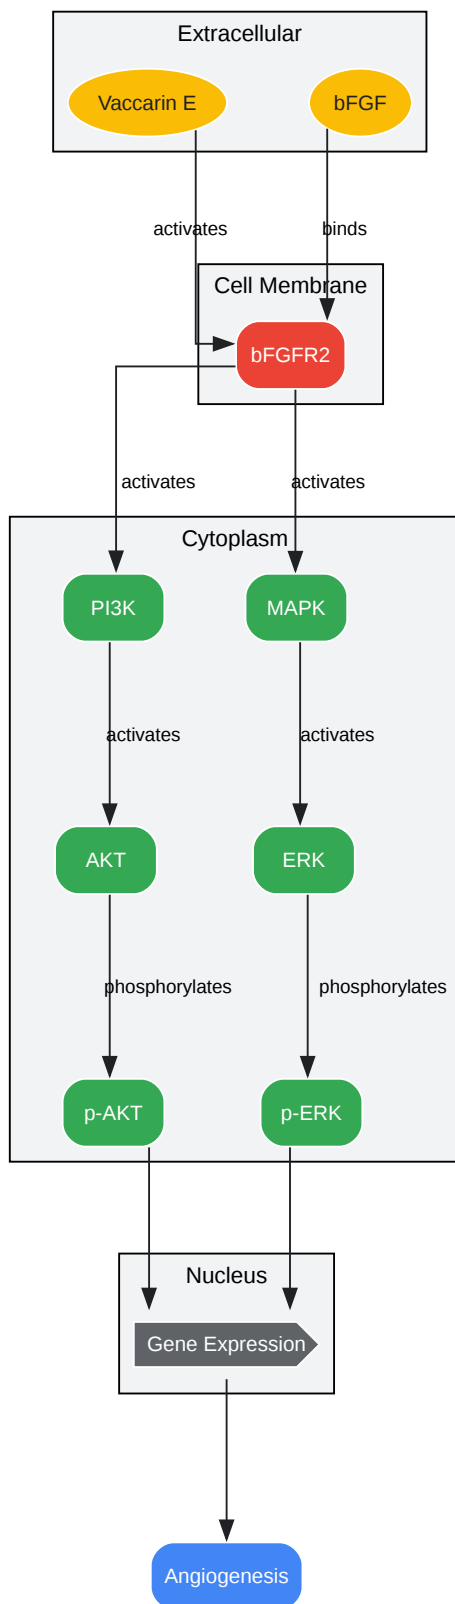 Extracellular
Vaccarin E
bFGF
activates
binds
Cell Membrane
bFGFR2
activates
activates
Cytoplasm
PI3K
MAPK
activates
activates
AKT
ERK
phosphorylates
phosphorylates
p-AKT
p-ERK
Nucleus
Gene Expression
Angiogenesis